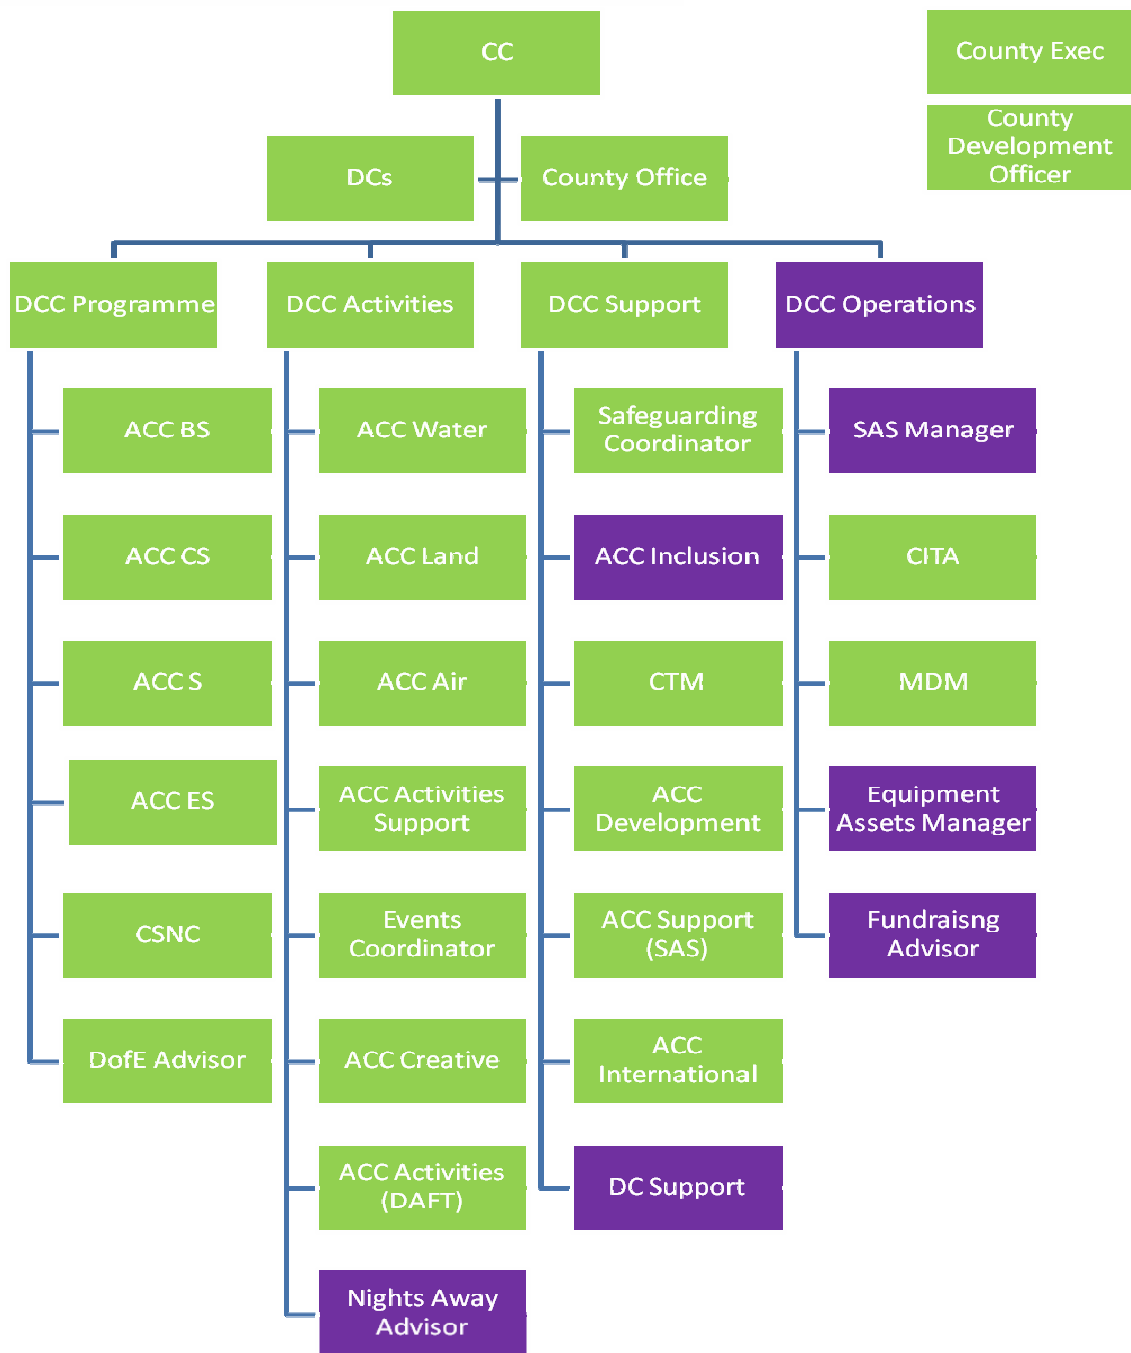 CC
County Exec
County
Development
Officer
DCs
County Office
DCC Programme
DCC Activities
DCC Support
DCC Operations
ACC BS
ACC CS
ACC S
ACC ES
CSNC
DofE Advisor
ACC Water
ACC Land
ACC Air
ACC Activities
Support
Events
Coordinator
ACC Creative
ACC Activities
(DAFT)
Nights Away
Advisor
Safeguarding
Coordinator
ACC Inclusion
CTM
ACC
Development
ACC Support
(SAS)
ACC
International
DC Support
SAS Manager
CITA
MDM
Equipment
Assets Manager
Fundraisng
Advisor